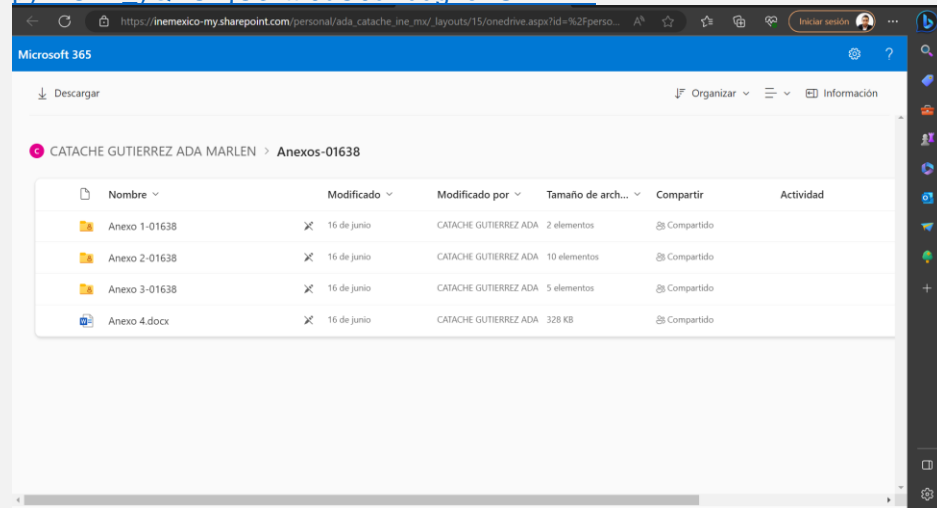 https://inemexico-my.sharepoint.com/personal/ada_catache_ine_mx/_layouts/15/onedrive.aspx?id=%2Fperso...
Iniciar sesión
Microsoft 365
Descargar
Organizar
Información
C CATACHE GUTIERREZ ADA MARLEN > Anexos-01638
Nombre Modificado Modificado por Tamaño de arch... Compartir Actividad
Anexo 1-01638 16 de junio CATACHE GUTIERREZ ADA 2 elementos Compartido
Anexo 2-01638 16 de junio CATACHE GUTIERREZ ADA 10 elementos Compartido
Anexo 3-01638 16 de junio CATACHE GUTIERREZ ADA 5 elementos Compartido
Anexo 4.docx 16 de junio CATACHE GUTIERREZ ADA 328 KB Compartido